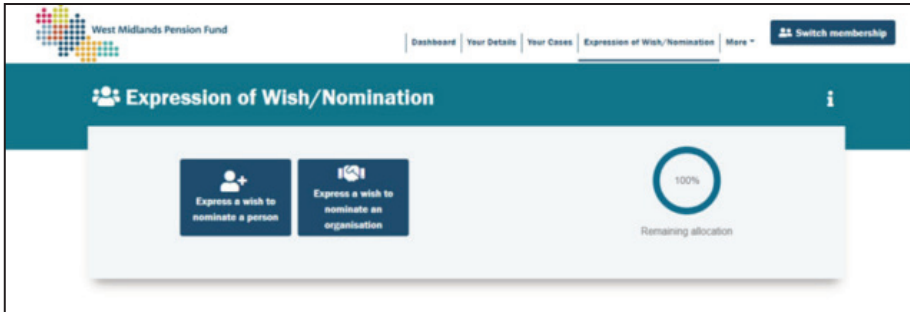 West Midlands Pension Fund
Dashboard Your Details Your Cases Expression of Wish/Nomination More Switch membership
Expression of Wish/Nomination i
Express a wish to
nominate a person
Express a wish to
nominate an
organisation
100%
Remaining allocation